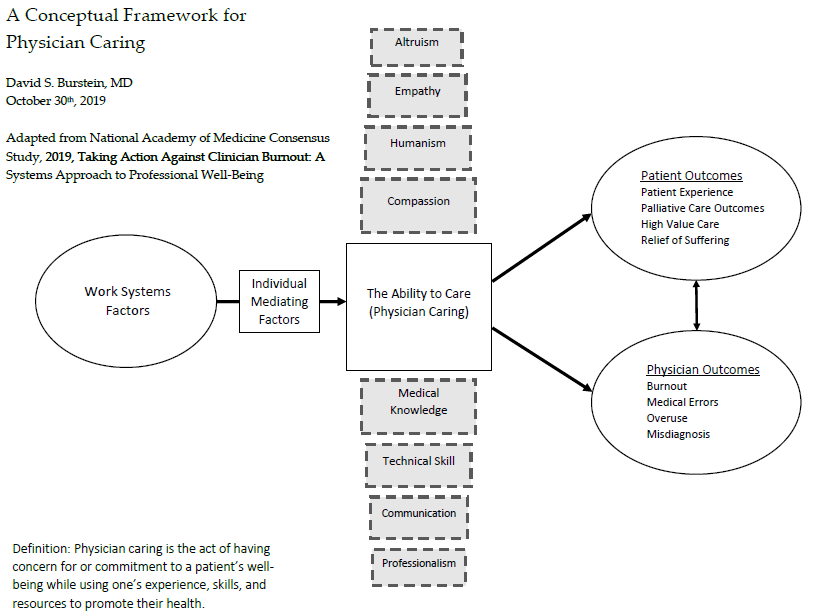 A Conceptual Framework for
Physician Caring
David S. Burstein, MD
October 30th, 2019
Adapted from National Academy of Medicine Consensus
Study, 2019, Taking Action Against Clinician Burnout: A
Systems Approach to Professional Well-Being
Altruism
Empathy
Humanism
Compassion
Work Systems
Factors
Individual
Mediating
Factors
The Ability to Care
(Physician Caring)
Patient Outcomes
Patient Experience
Palliative Care Outcomes
High Value Care
Relief of Suffering
Physician Outcomes
Burnout
Medical Errors
Overuse
Misdiagnosis
Medical
Knowledge
Technical Skill
Communication
Professionalism
Definition: Physician caring is the act of having
concern for or commitment to a patient’s well-
being while using one’s experience, skills, and
resources to promote their health.